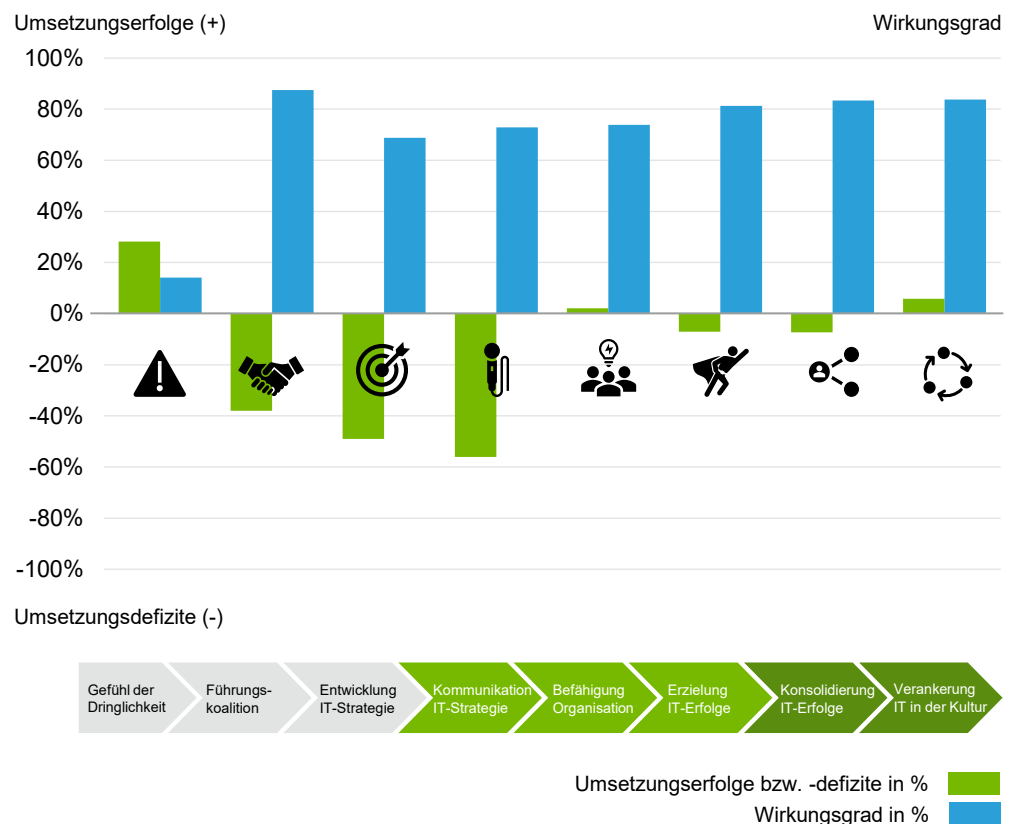 Umsetzungserfolge (+)
Wirkungsgrad
100%
80%
60%
40%
20%
0%
-20%
-40%
-60%
-80%
-100%
Umsetzungsdefizite (-)
Gefühl der
Dringlichkeit
Führungs-
koalition
Entwicklung
IT-Strategie
Kommunikation
IT-Strategie
Befähigung
Organisation
Erzielung
IT-Erfolge
Konsolidierung
IT-Erfolge
Verankerung
IT in der Kultur
Umsetzungserfolge bzw. -defizite in %
Wirkungsgrad in %